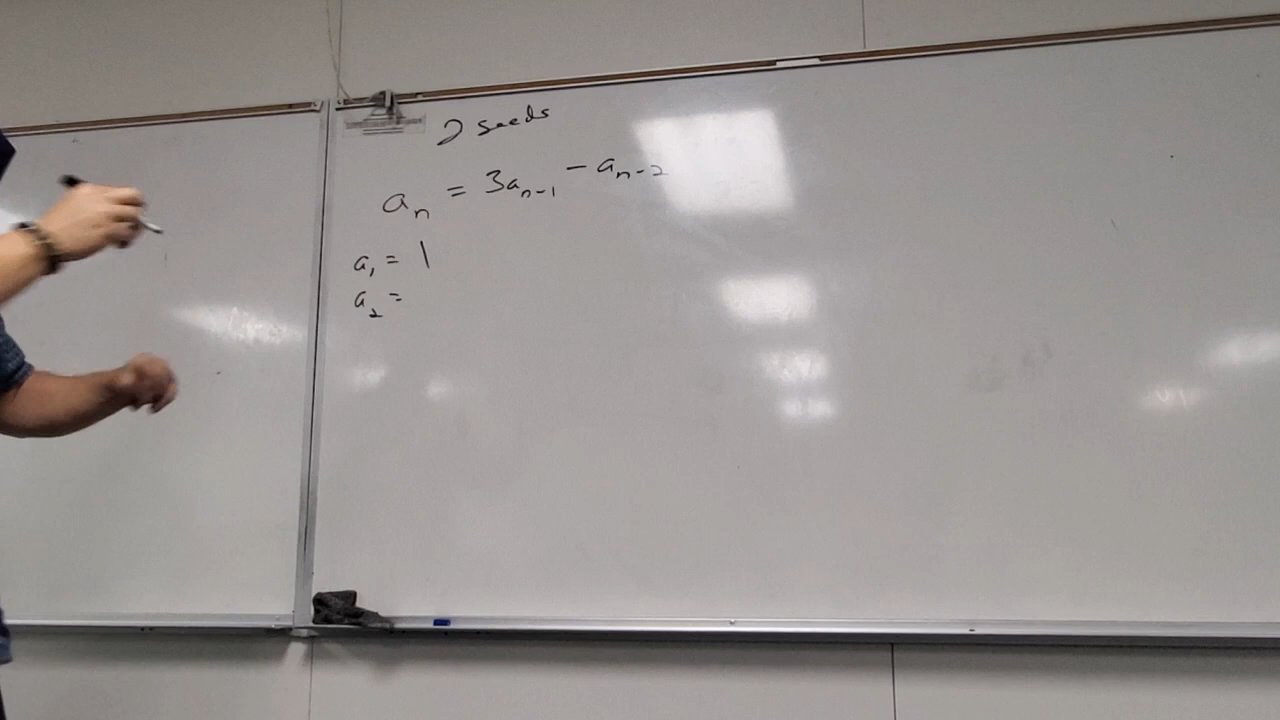 2 seeds
aₙ = 3aₙ₋₁ - aₙ₋₂
a₁ = 1
a₂ =